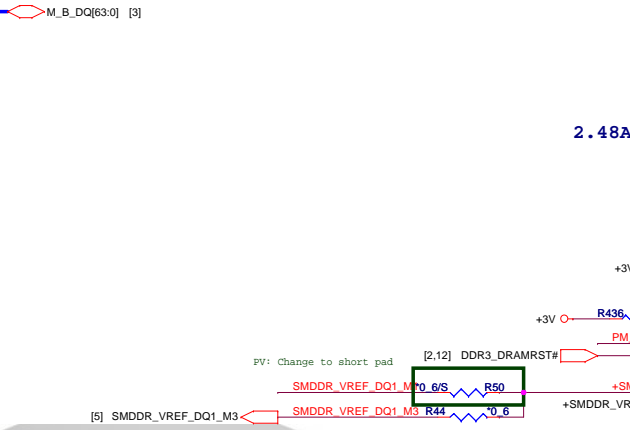 M_B_DQ[63:0] [3]
2.48A
+3V
+3V R436
PM
[2,12] DDR3_DRAMRST#
PV: Change to short pad
SMDDR_VREF_DQ1_M *0_6/S R50 +SM
+SMDDR_VR
[5] SMDDR_VREF_DQ1_M3 SMDDR_VREF_DQ1_M3 R44 *0_6